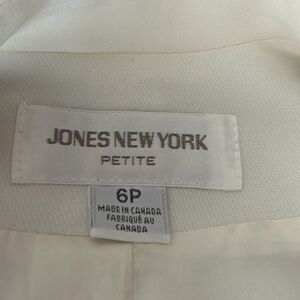 JONES NEW YORK
PETITE
6P
MADE IN CANADA
FABRIQUÉ AU
CANADA